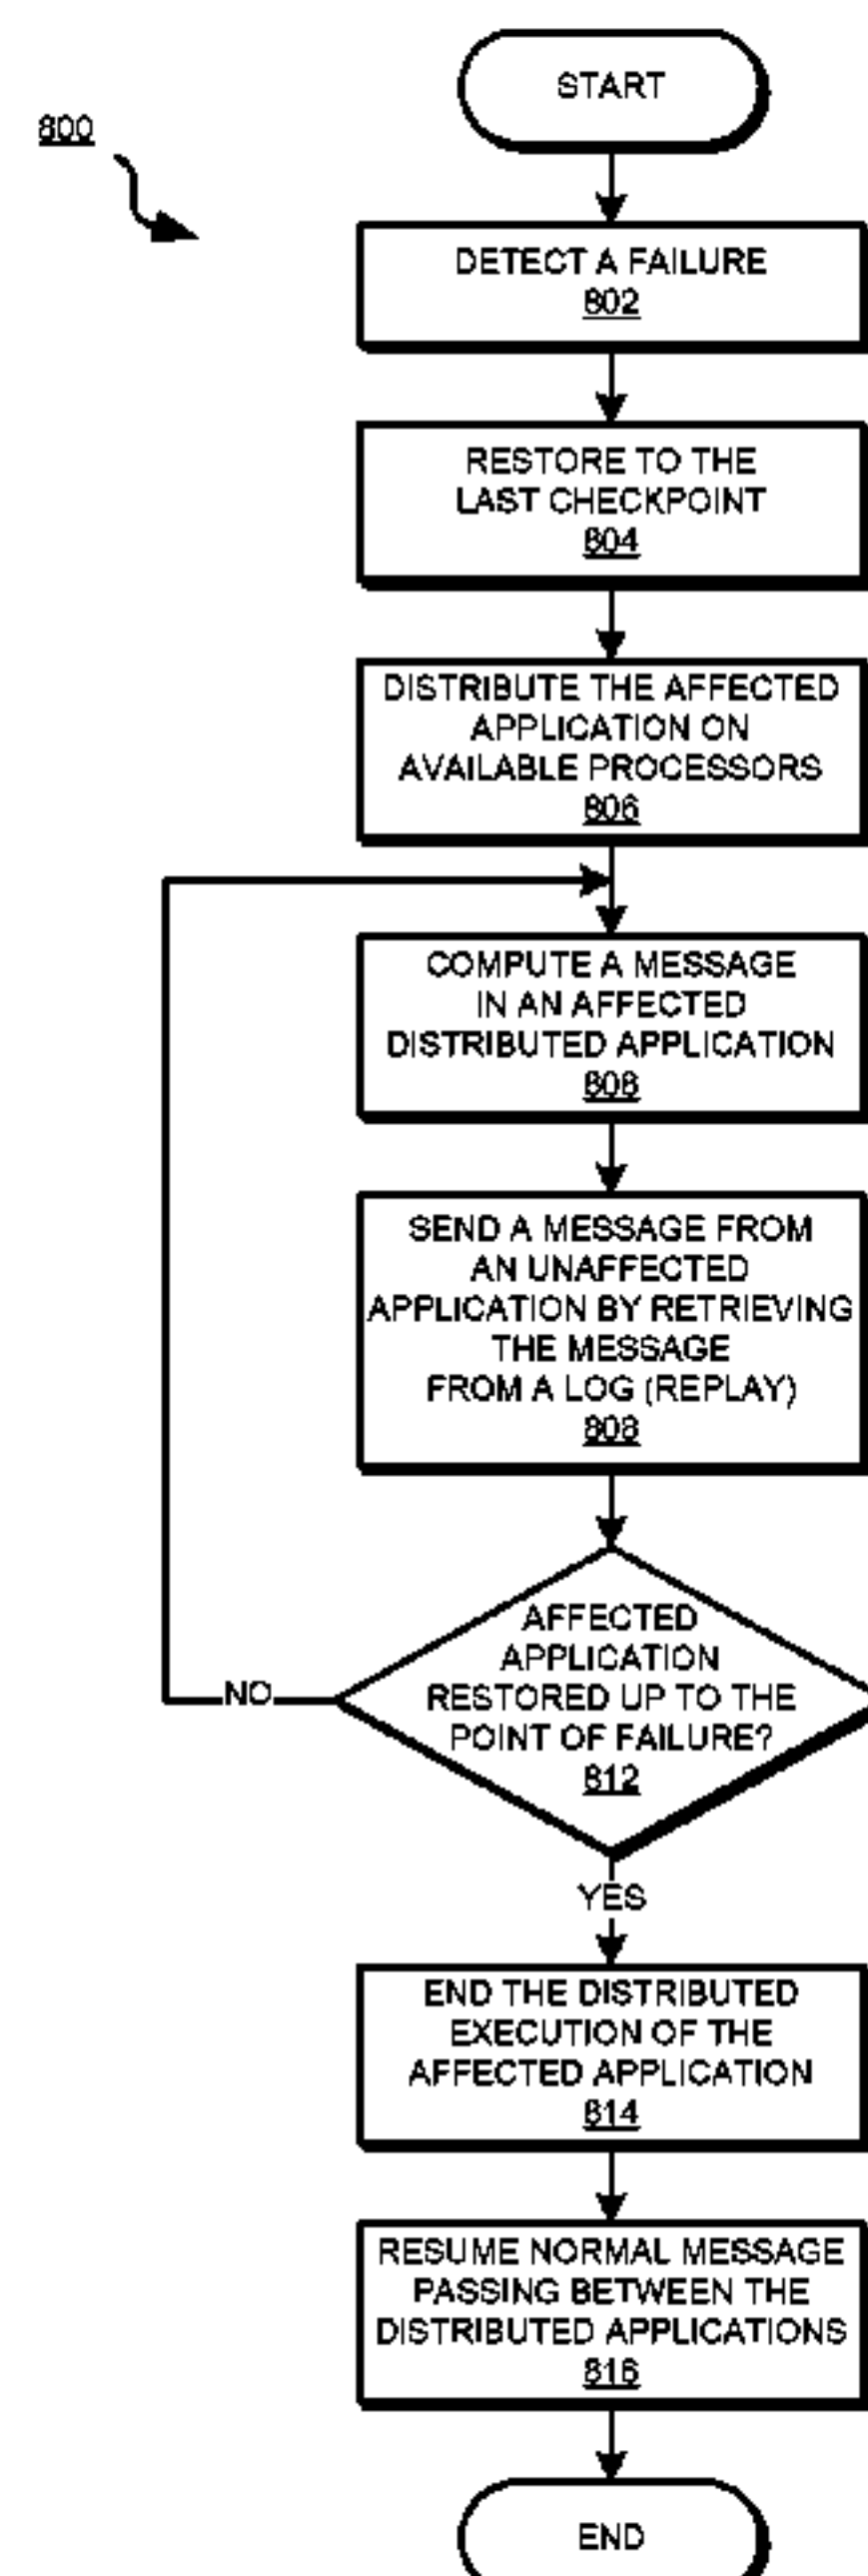 START
800
DETECT A FAILURE
802
RESTORE TO THE
LAST CHECKPOINT
804
DISTRIBUTE THE AFFECTED
APPLICATION ON
AVAILABLE PROCESSORS
806
COMPUTE A MESSAGE
IN AN AFFECTED
DISTRIBUTED APPLICATION
808
SEND A MESSAGE FROM
AN UNAFFECTED
APPLICATION BY RETRIEVING
THE MESSAGE
FROM A LOG (REPLAY)
808
AFFECTED
APPLICATION
RESTORED UP TO THE
POINT OF FAILURE?
812
NO
YES
END THE DISTRIBUTED
EXECUTION OF THE
AFFECTED APPLICATION
814
RESUME NORMAL MESSAGE
PASSING BETWEEN THE
DISTRIBUTED APPLICATIONS
816
END